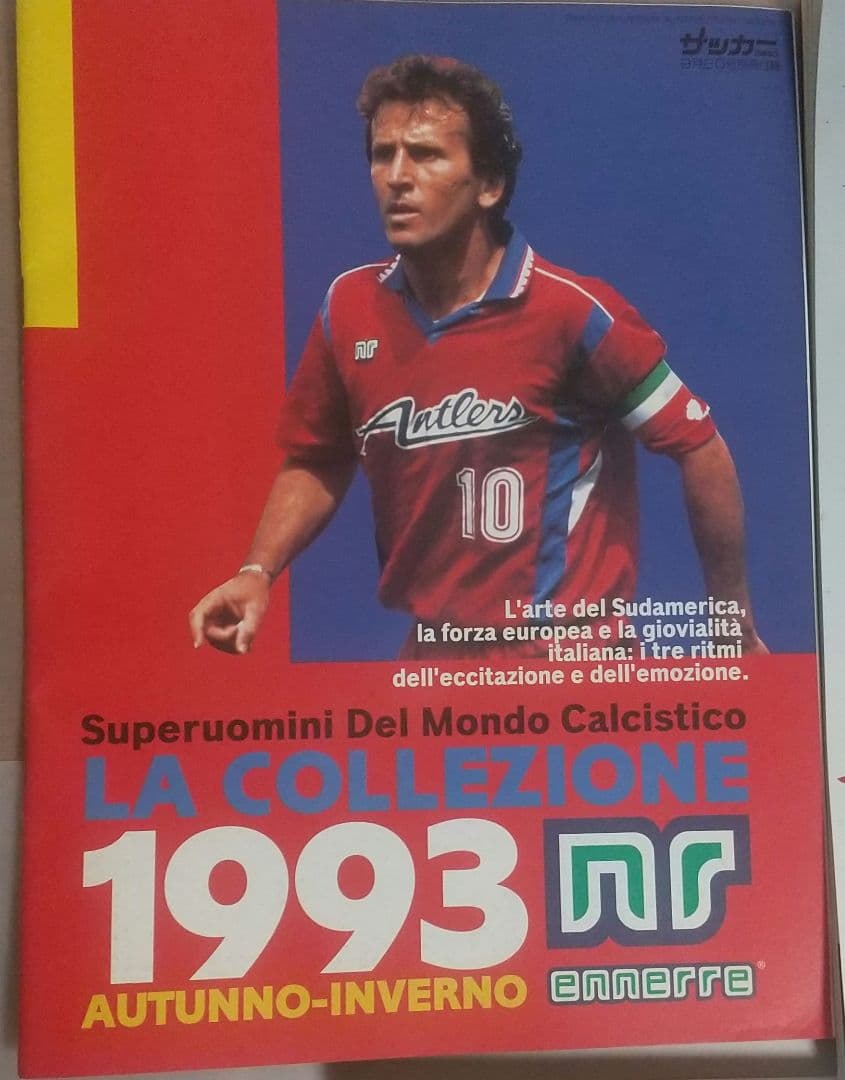 サッカー
nr
Antlers
10
L'arte del Sudamerica,
la forza europea e la giovialità
italiana: i tre ritmi
dell'eccitazione e dell'emozione.
Superuomini Del Mondo Calcistico
LA COLLEZIONE
1993
nr
AUTUNNO-INVERNO
ennerre®